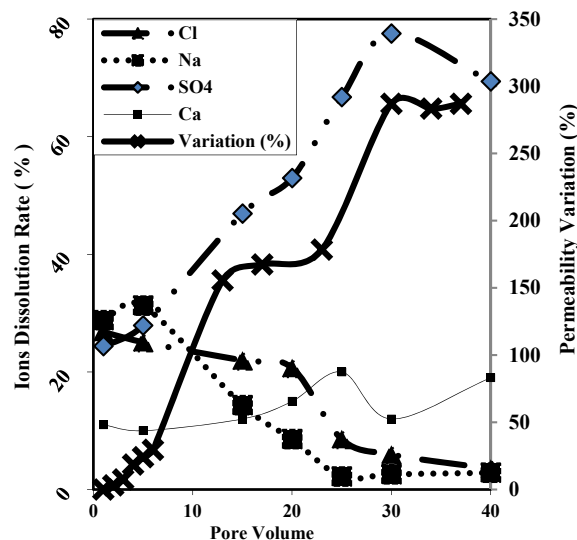 Cl
Na
SO4
Ca
Variation (%)
Ions Dissolution Rate ( % )
80
60
40
20
0
Permeability Variation (%)
350
300
250
200
150
100
50
0
0 10 20 30 40
Pore Volume